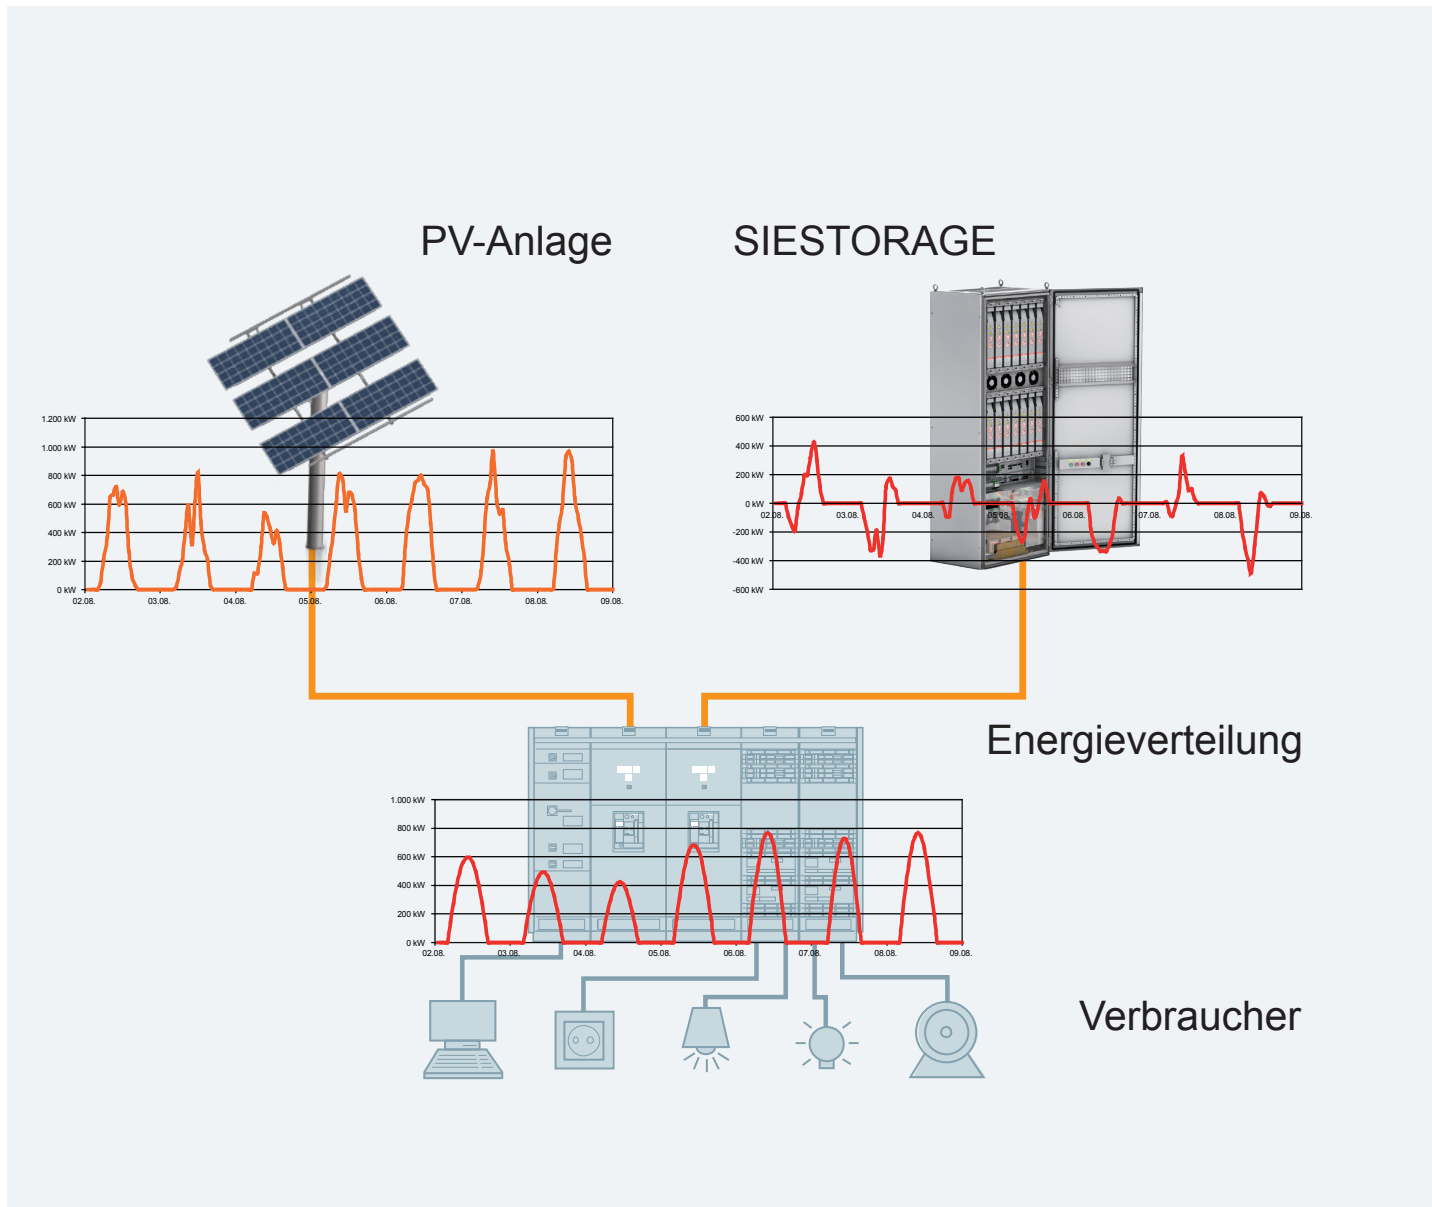 PV-Anlage
SIESTORAGE
1.200 kW
1.000 kW
800 kW
600 kW
400 kW
200 kW
0 kW
02.08. 03.08. 04.08. 05.08. 06.08. 07.08. 08.08. 09.08.
600 kW
400 kW
200 kW
0 kW
02.08. 03.08. 04.08. 05.08. 06.08. 07.08. 08.08. 09.08.
-200 kW
-400 kW
-600 kW
Energieverteilung
1.000 kW
800 kW
600 kW
400 kW
200 kW
0 kW
02.08. 03.08. 04.08. 05.08. 06.08. 07.08. 08.08. 09.08.
Verbraucher